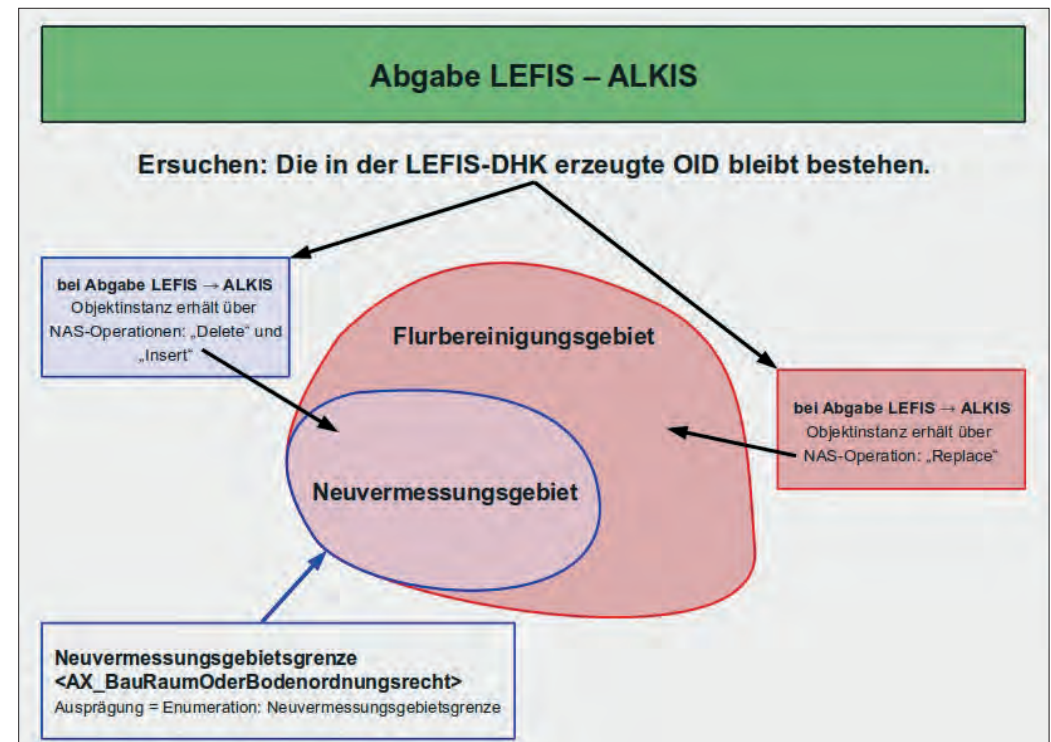 Abgabe LEFIS – ALKIS
Ersuchen: Die in der LEFIS-DHK erzeugte OID bleibt bestehen.
bei Abgabe LEFIS → ALKIS
Objektinstanz erhält über
NAS-Operationen: „Delete“ und
„Insert“
Flurbereinigungsgebiet
bei Abgabe LEFIS → ALKIS
Objektinstanz erhält über
NAS-Operation: „Replace“
Neuvermessungsgebiet
Neuvermessungsgebietsgrenze
<AX_BauRaumOderBodenordnungsrecht>
Ausprägung = Enumeration: Neuvermessungsgebietsgrenze